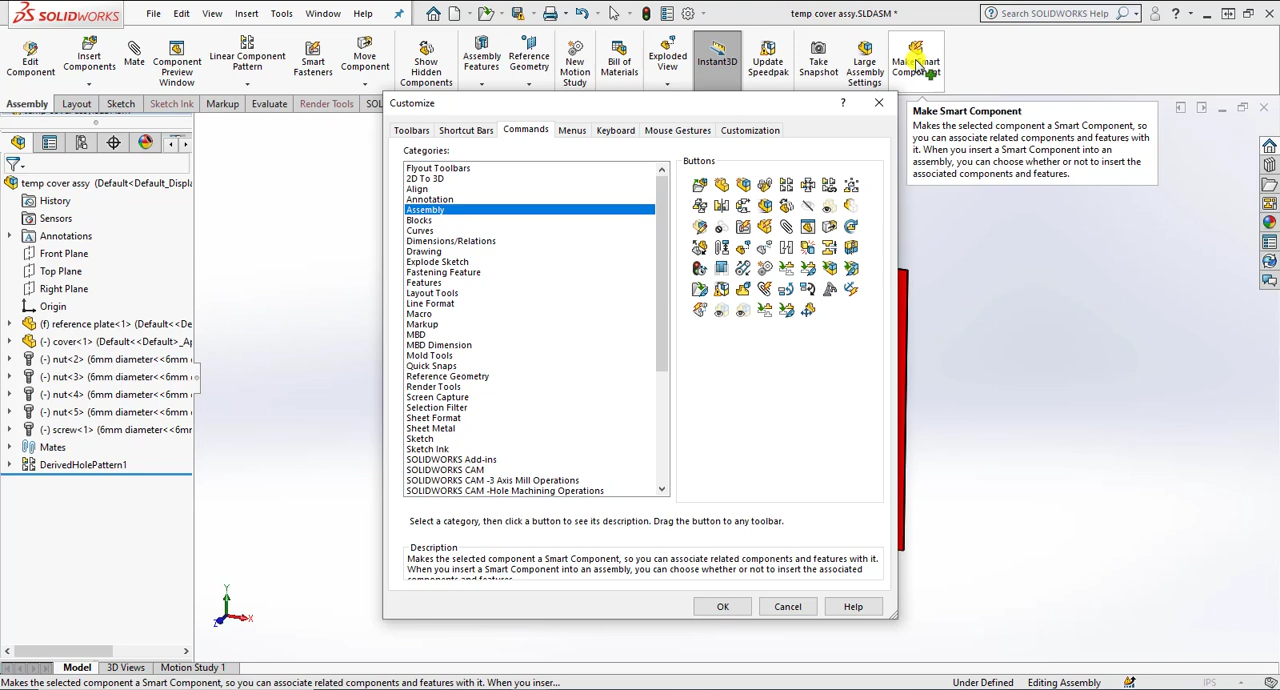 SOLIDWORKS
File Edit View Insert Tools Window Help
temp cover assy.SLDASM *
Search SOLIDWORKS Help
Edit Component
Insert Components
Mate
Component Preview Window
Linear Component Pattern
Smart Fasteners
Move Component
Show Hidden Components
Assembly Features
Reference Geometry
New Motion Study
Bill of Materials
Exploded View
Instant3D
Update Speedpak
Take Snapshot
Large Assembly Settings
Make Smart Component
Assembly Layout Sketch Sketch Ink Markup Evaluate Render Tools SOL
Make Smart Component
Makes the selected component a Smart Component, so
you can associate related components and features with
it. When you insert a Smart Component into an
assembly, you can choose whether or not to insert the
associated components and features.
temp cover assy (Default<Default_Displ
History
Sensors
Annotations
Front Plane
Top Plane
Right Plane
Origin
(f) reference plate<1> (Default<<De
(-) cover<1> (Default<<Default>_Ap
(-) nut<2> (6mm diameter<<6mm
(-) nut<3> (6mm diameter<<6mm
(-) nut<4> (6mm diameter<<6mm
(-) nut<5> (6mm diameter<<6mm
(-) screw<1> (6mm diameter<<6mm
Mates
DerivedHolePattern1
Customize
Toolbars Shortcut Bars Commands Menus Keyboard Mouse Gestures Customization
Categories:
Buttons
Flyout Toolbars
2D To 3D
Align
Annotation
Assembly
Blocks
Curves
Dimensions/Relations
Drawing
Explode Sketch
Fastening Feature
Features
Layout Tools
Line Format
Macro
Markup
MBD
MBD Dimension
Mold Tools
Quick Snaps
Reference Geometry
Render Tools
Screen Capture
Selection Filter
Sheet Format
Sheet Metal
Sketch
Sketch Ink
SOLIDWORKS Add-ins
SOLIDWORKS CAM
SOLIDWORKS CAM -3 Axis Mill Operations
SOLIDWORKS CAM -Hole Machining Operations
Select a category, then click a button to see its description. Drag the button to any toolbar.
Description
Makes the selected component a Smart Component, so you can associate related components and features with it.
When you insert a Smart Component into an assembly, you can choose whether or not to insert the associated
components and features.
OK Cancel Help
Y
X
Z
Model 3D Views Motion Study 1
Makes the selected component a Smart Component, so you can associate related components and features with it. When you inser...
Under Defined Editing Assembly IPS